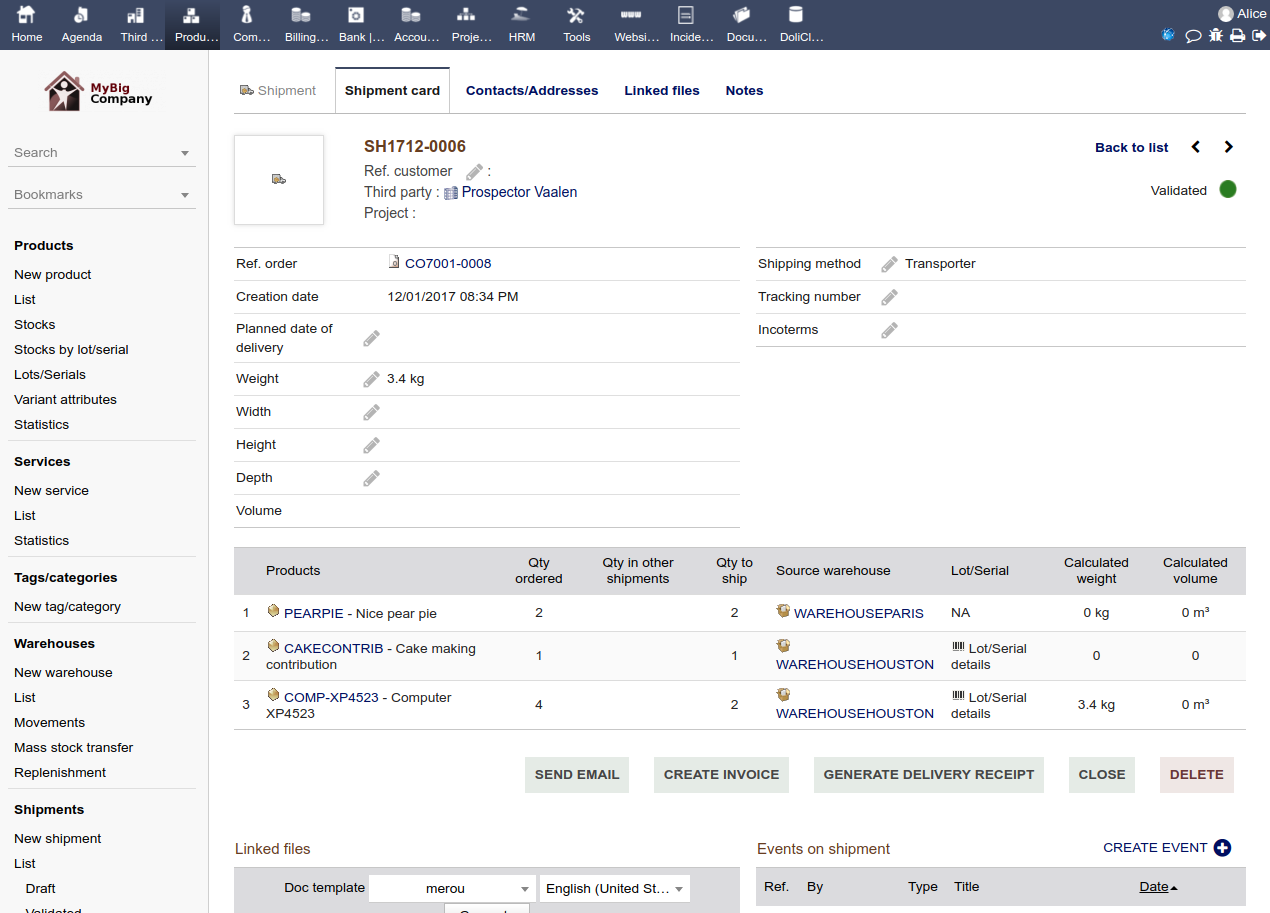 Home Agenda Third … Produ… Com… Billing… Bank |… Accou… Proje… HRM Tools Websi… Incide… Docu… DoliCl… Alice
MyBig
Company
Search
Bookmarks
Products
New product
List
Stocks
Stocks by lot/serial
Lots/Serials
Variant attributes
Statistics
Services
New service
List
Statistics
Tags/categories
New tag/category
Warehouses
New warehouse
List
Movements
Mass stock transfer
Replenishment
Shipments
New shipment
List
Draft
Validated
Shipment Shipment card Contacts/Addresses Linked files Notes
SH1712-0006
Ref. customer :
Third party : Prospector Vaalen
Project :
Back to list
Validated
Ref. order CO7001-0008
Creation date 12/01/2017 08:34 PM
Planned date of
delivery
Weight 3.4 kg
Width
Height
Depth
Volume
Shipping method Transporter
Tracking number
Incoterms
Products Qty ordered Qty in other shipments Qty to ship Source warehouse Lot/Serial Calculated weight Calculated volume
1 PEARPIE - Nice pear pie 2 2 WAREHOUSEPARIS NA 0 kg 0 m³
2 CAKECONTRIB - Cake making contribution 1 1 WAREHOUSEHOUSTON Lot/Serial details 0 0
3 COMP-XP4523 - Computer XP4523 4 2 WAREHOUSEHOUSTON Lot/Serial details 3.4 kg 0 m³
SEND EMAIL CREATE INVOICE GENERATE DELIVERY RECEIPT CLOSE DELETE
Linked files
Doc template merou English (United St…
Events on shipment CREATE EVENT
Ref. By Type Title Date